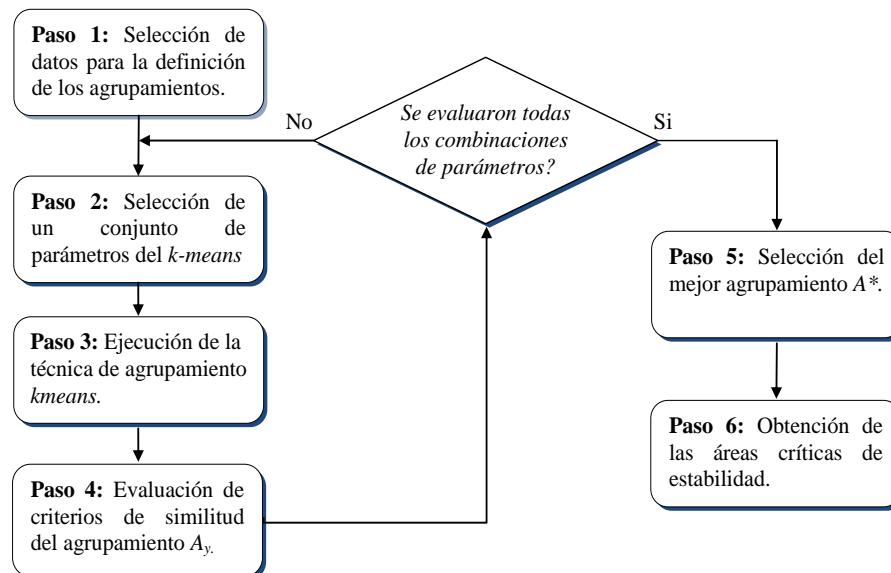 Paso 1: Selección de
datos para la definición
de los agrupamientos.
Se evaluaron todas
los combinaciones
de parámetros?
No
Si
Paso 2: Selección de
un conjunto de
parámetros del k-means
Paso 3: Ejecución de la
técnica de agrupamiento
kmeans.
Paso 4: Evaluación de
criterios de similitud
del agrupamiento Ay.
Paso 5: Selección del
mejor agrupamiento A*.
Paso 6: Obtención de
las áreas críticas de
estabilidad.